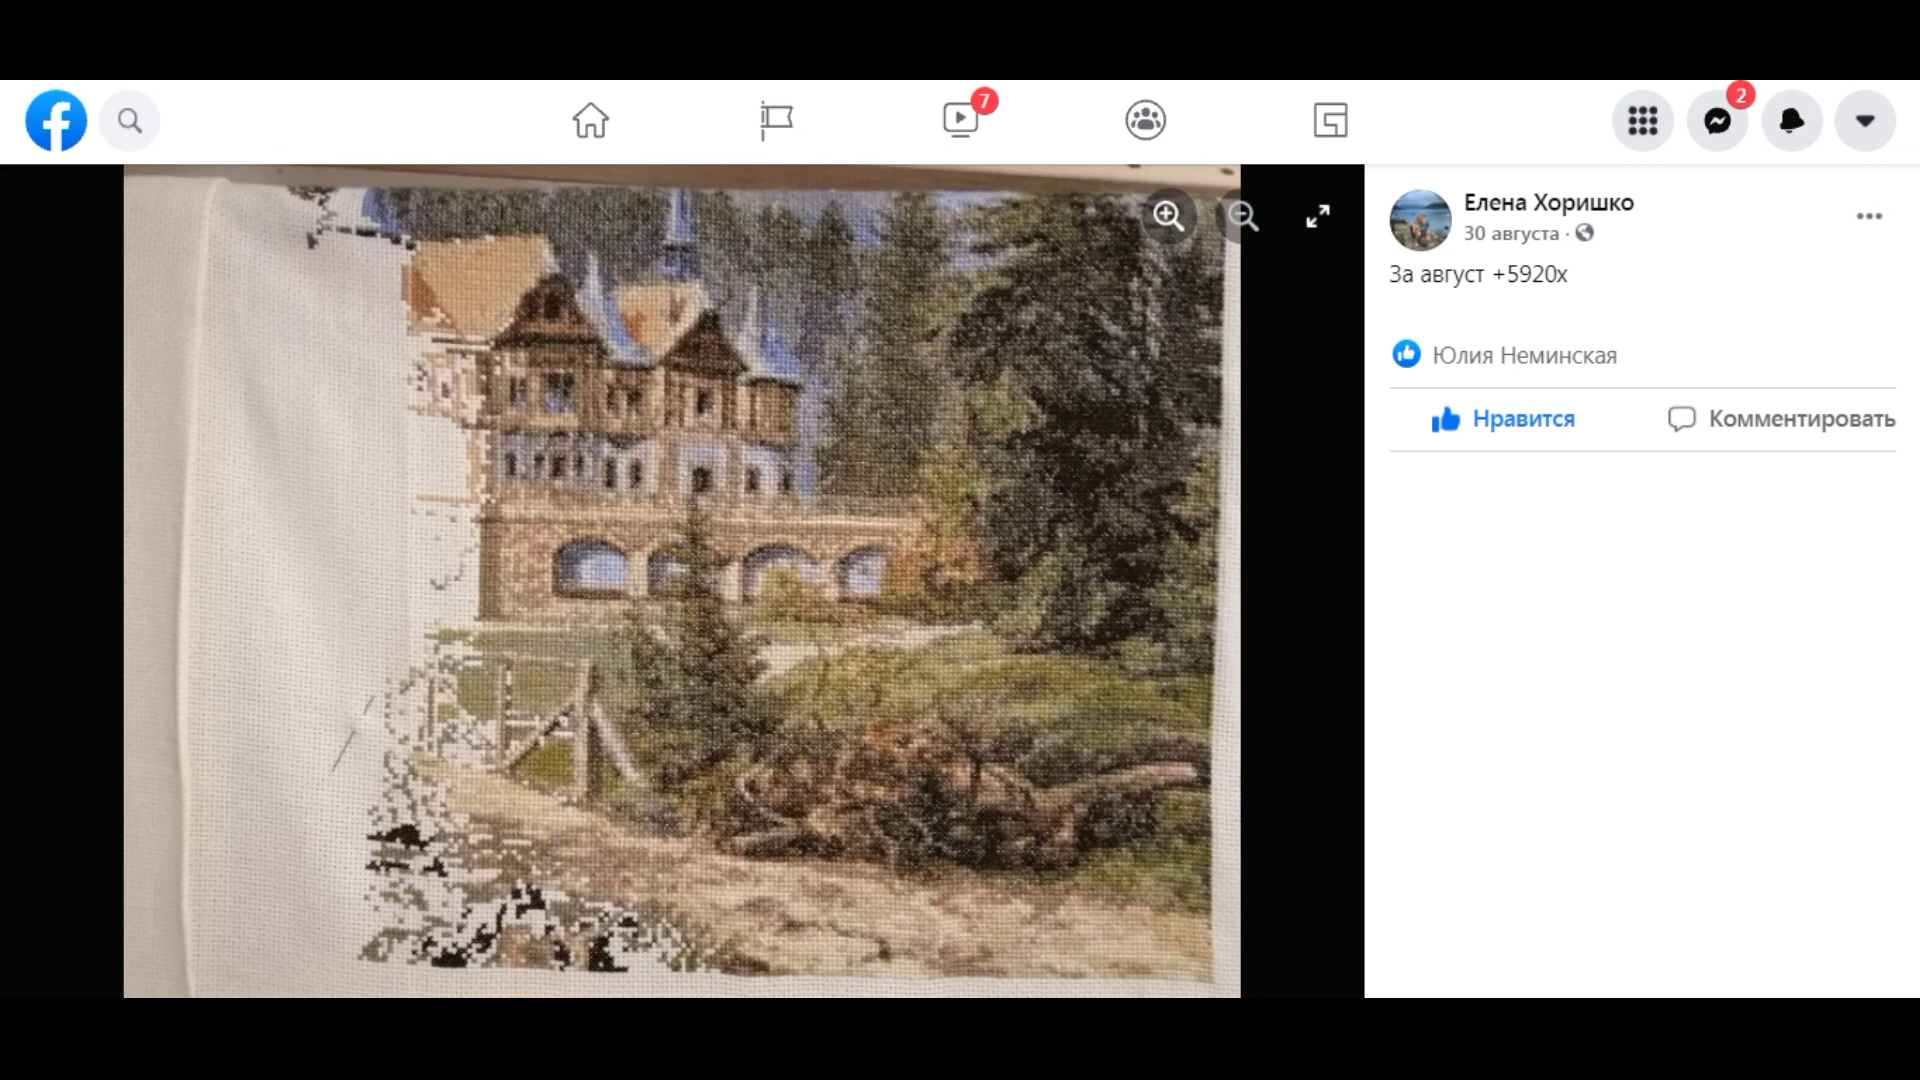 7
2
Елена Хоришко
30 августа ·
За август +5920х
Юлия Неминская
Нравится
Комментировать